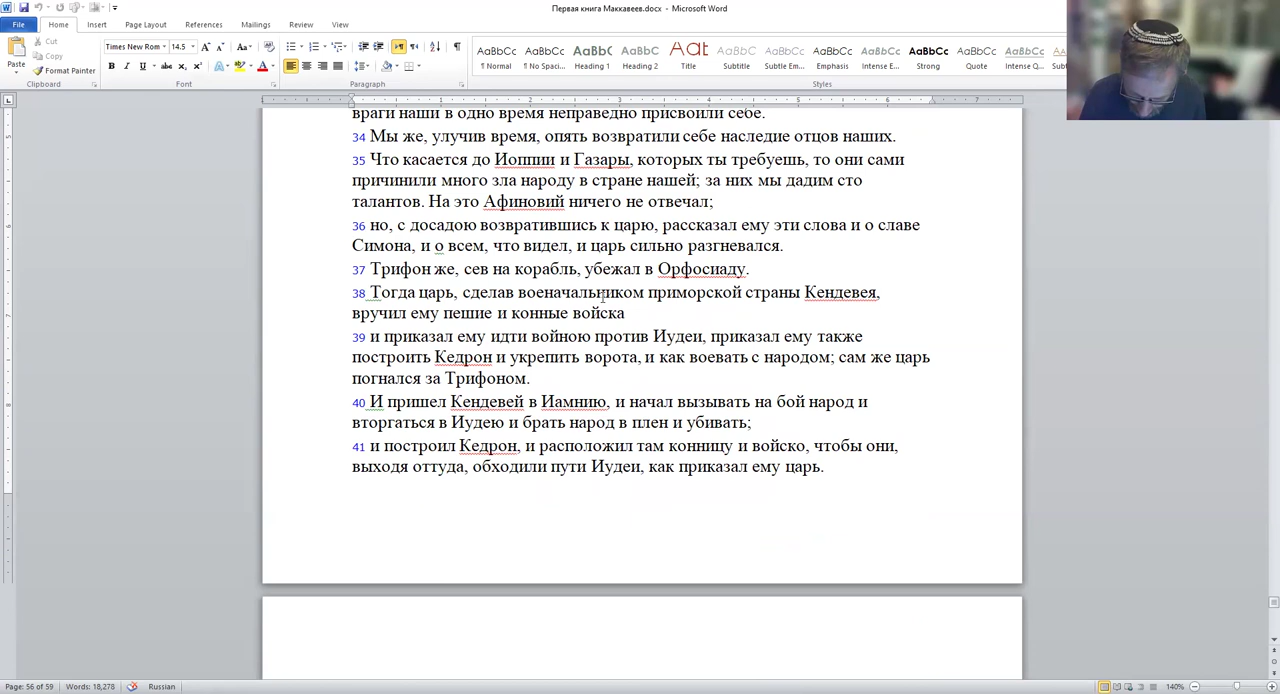 Первая книга Маккавеев.docx - Microsoft Word
File Home Insert Page Layout References Mailings Review View
Cut
Copy
Format Painter
Paste
Times New Rom 14.5
AaBbCc AaBbCc AaBbC AaBbCc Aat AaBbCc AaBbCc AaBbCc AaBbCc AaBbCc AaBbCc AaBbCc
¶ Normal ¶ No Spaci... Heading 1 Heading 2 Title Subtitle Subtle Em... Emphasis Intense E... Strong Quote Intense Q...
Clipboard Font Paragraph Styles
враги наши в одно время неправедно присвоили себе.
34 Мы же, улучив время, опять возвратили себе наследие отцов наших.
35 Что касается до Иоппии и Газары, которых ты требуешь, то они сами
причинили много зла народу в стране нашей; за них мы дадим сто
талантов. На это Афиновий ничего не отвечал;
36 но, с досадою возвратившись к царю, рассказал ему эти слова и о славе
Симона, и о всем, что видел, и царь сильно разгневался.
37 Трифон же, сев на корабль, убежал в Орфосиаду.
38 Тогда царь, сделав военачальником приморской страны Кендевея,
вручил ему пешие и конные войска
39 и приказал ему идти войною против Иудеи, приказал ему также
построить Кедрон и укрепить ворота, и как воевать с народом; сам же царь
погнался за Трифоном.
40 И пришел Кендевей в Иамнию, и начал вызывать на бой народ и
вторгаться в Иудею и брать народ в плен и убивать;
41 и построил Кедрон, и расположил там конницу и войско, чтобы они,
выходя оттуда, обходили пути Иудеи, как приказал ему царь.
Page: 56 of 59 Words: 18,278 Russian 140%